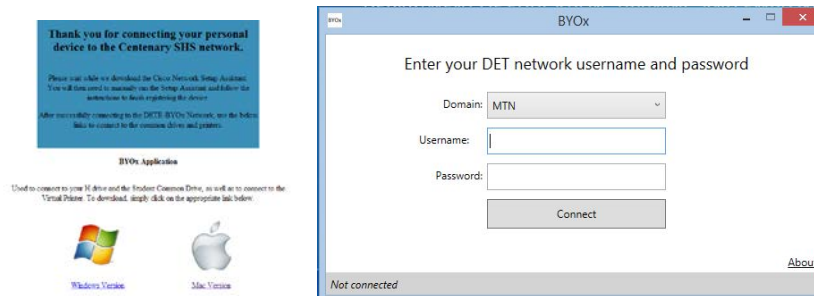 Thank you for connecting your personal
device to the Centenary SHS network.
Please wait while we download the Cisco Network Setup Assistant.
You will then need to manually run the Setup Assistant and follow the
instructions to finish registering the device.
After successfully connecting to the DETE-BYOx Network, use the below
links to connect to the common drives and printers.
BYOx Application
Used to connect to your H drive and the Student Common Drive, as well as to connect to the
Virtual Printer. To download, simply click on the appropriate link below.
Windows Version
Mac Version
BYOx
BYOx
Enter your DET network username and password
Domain:
MTN
Username:
Password:
Connect
Abou
Not connected